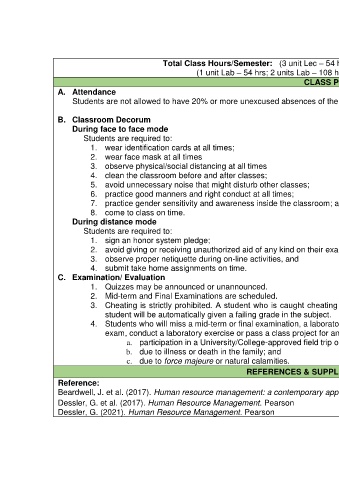 Total Class Hours/Semester: (3 unit Lec – 54 h
(1 unit Lab – 54 hrs; 2 units Lab – 108 h
CLASS P
A. Attendance
Students are not allowed to have 20% or more unexcused absences of the
B. Classroom Decorum
During face to face mode
Students are required to:
1. wear identification cards at all times;
2. wear face mask at all times
3. observe physical/social distancing at all times
4. clean the classroom before and after classes;
5. avoid unnecessary noise that might disturb other classes;
6. practice good manners and right conduct at all times;
7. practice gender sensitivity and awareness inside the classroom; a
8. come to class on time.
During distance mode
Students are required to:
1. sign an honor system pledge;
2. avoid giving or receiving unauthorized aid of any kind on their exa
3. observe proper netiquette during on-line activities, and
4. submit take home assignments on time.
C. Examination/ Evaluation
1. Quizzes may be announced or unannounced.
2. Mid-term and Final Examinations are scheduled.
3. Cheating is strictly prohibited. A student who is caught cheating
student will be automatically given a failing grade in the subject.
4. Students who will miss a mid-term or final examination, a laborato
exam, conduct a laboratory exercise or pass a class project for an
a. participation in a University/College-approved field trip o
b. due to illness or death in the family; and
c. due to force majeure or natural calamities.
REFERENCES & SUPPL
Reference:
Beardwell, J. et al. (2017). Human resource management: a contemporary app
Dessler, G. et al. (2017). Human Resource Management. Pearson
Dessler, G. (2021). Human Resource Management. Pearson